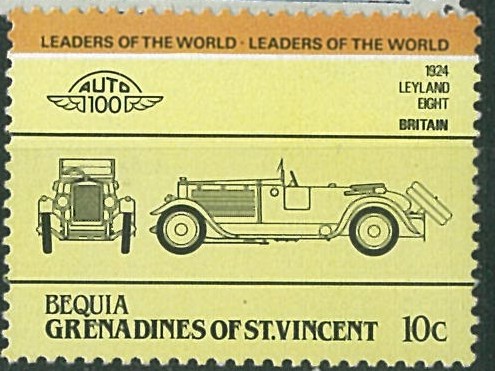 LEADERS OF THE WORLD · LEADERS OF THE WORLD
AUTO
100
1924
LEYLAND
EIGHT
BRITAIN
BEQUIA
GRENADINES OF ST.VINCENT 10c